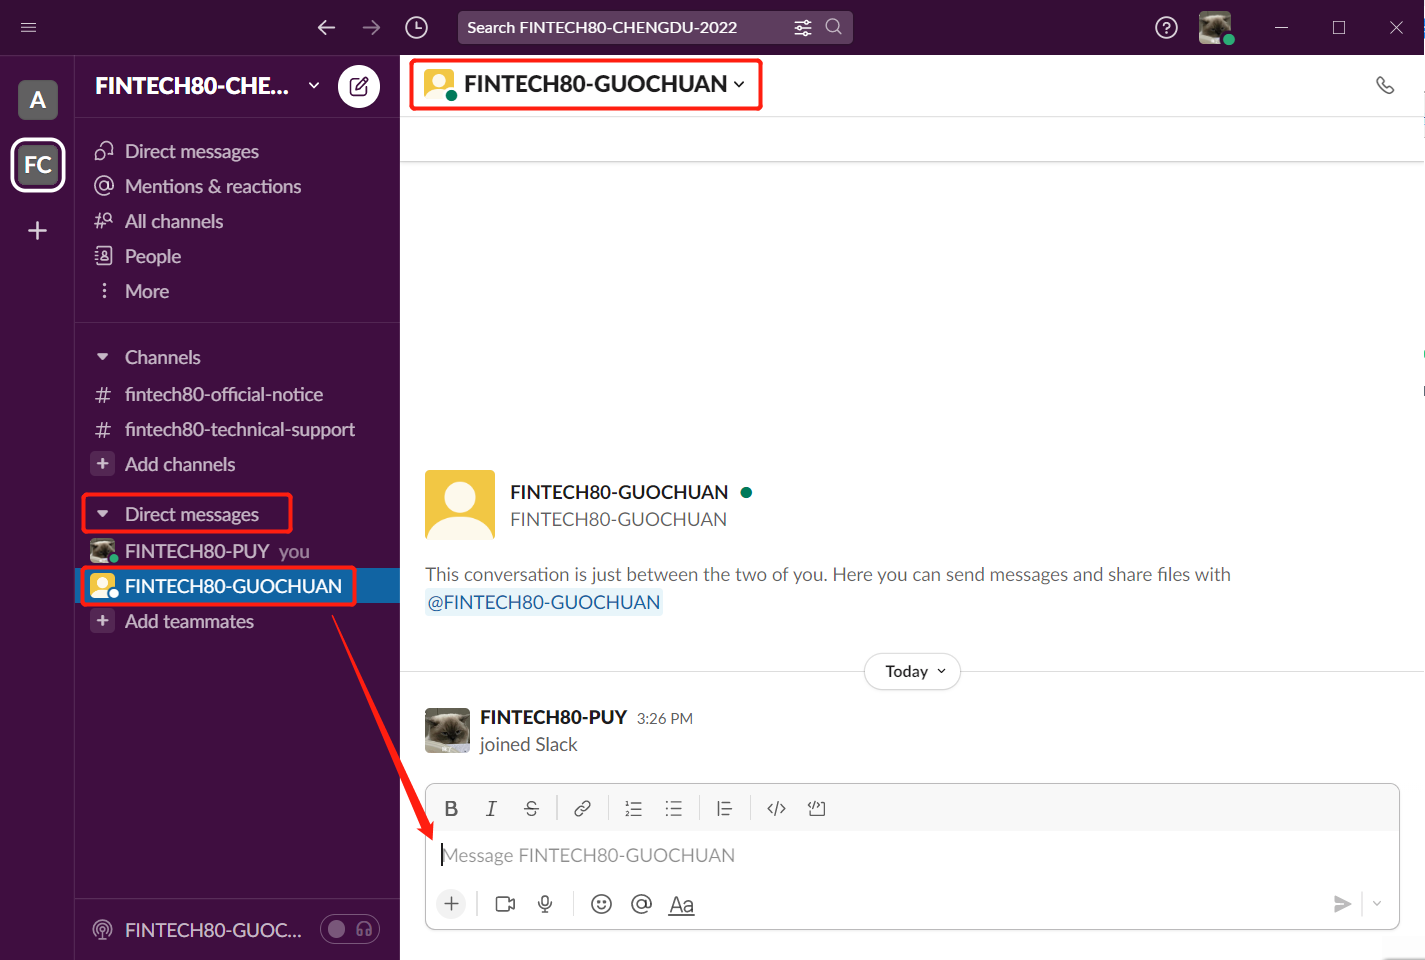 Search FINTECH80-CHENGDU-2022
A
FC
FINTECH80-CHE...
Direct messages
Mentions & reactions
All channels
People
More
Channels
# fintech80-official-notice
# fintech80-technical-support
+ Add channels
Direct messages
FINTECH80-PUY you
FINTECH80-GUOCHUAN
+ Add teammates
FINTECH80-GUOC...
FINTECH80-GUOCHUAN
FINTECH80-GUOCHUAN
FINTECH80-GUOCHUAN
This conversation is just between the two of you. Here you can send messages and share files with
@FINTECH80-GUOCHUAN
Today
FINTECH80-PUY 3:26 PM
joined Slack
B I S
Message FINTECH80-GUOCHUAN
Aa